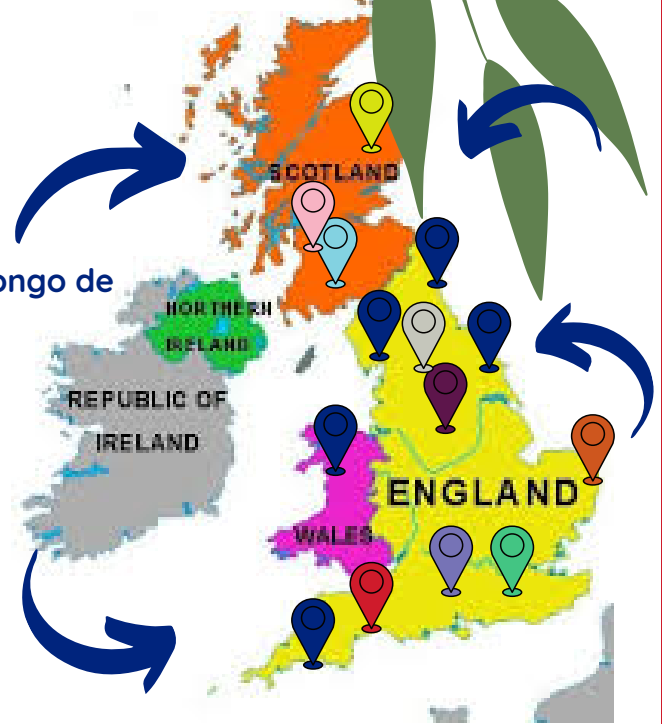 SCOTLAND
ongo de
NORTHERN
IRELAND
REPUBLIC OF
IRELAND
ENGLAND
WALES